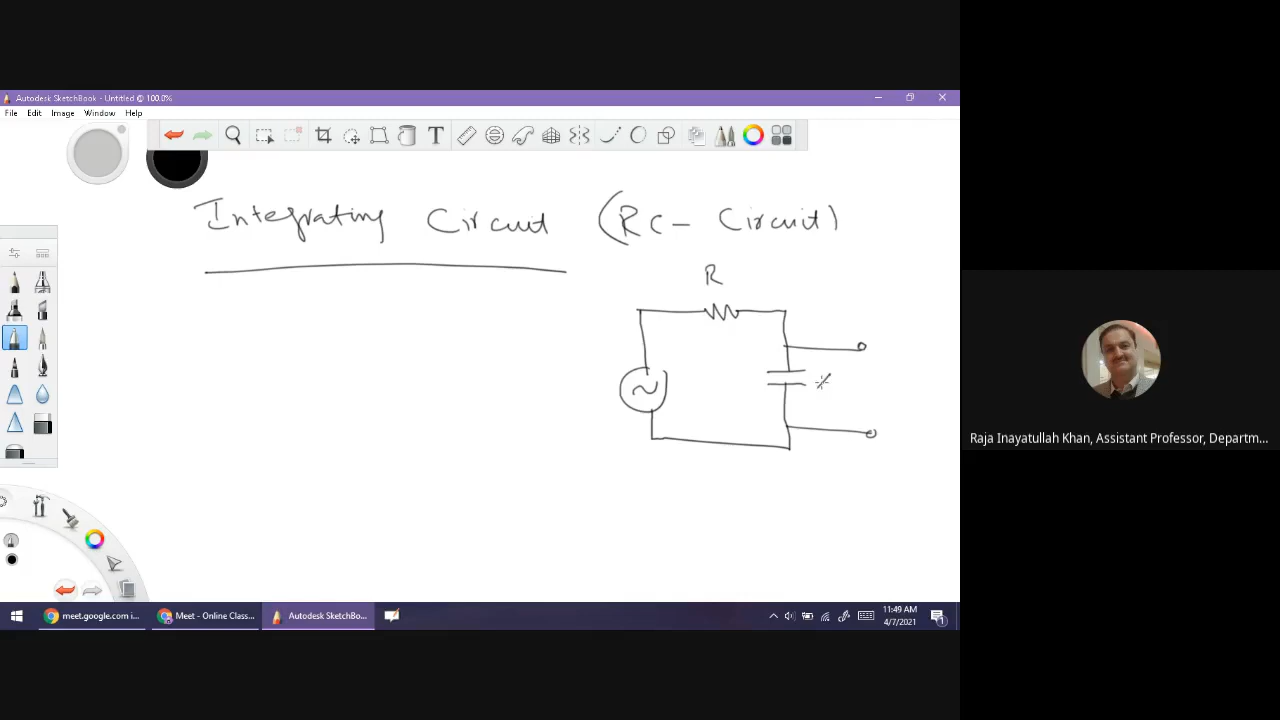 Autodesk SketchBook - Untitled @ 100.0%
File Edit Image Window Help
T
Integrating Circuit (RC - Circuit)
R
Raja Inayatullah Khan, Assistant Professor, Departm...
meet.google.com i... Meet - Online Class... Autodesk SketchBo...
11:49 AM
4/7/2021
1